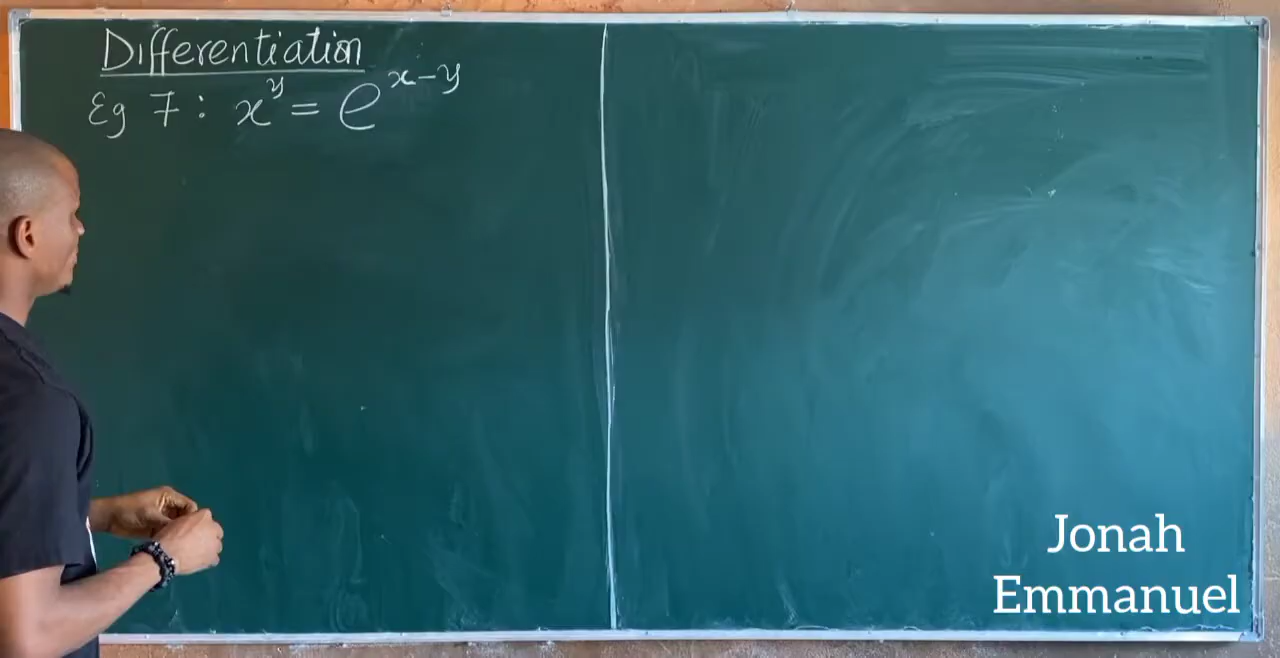 Differentiation
Eg 7: x^y = e^{x-y}
Jonah
Emmanuel